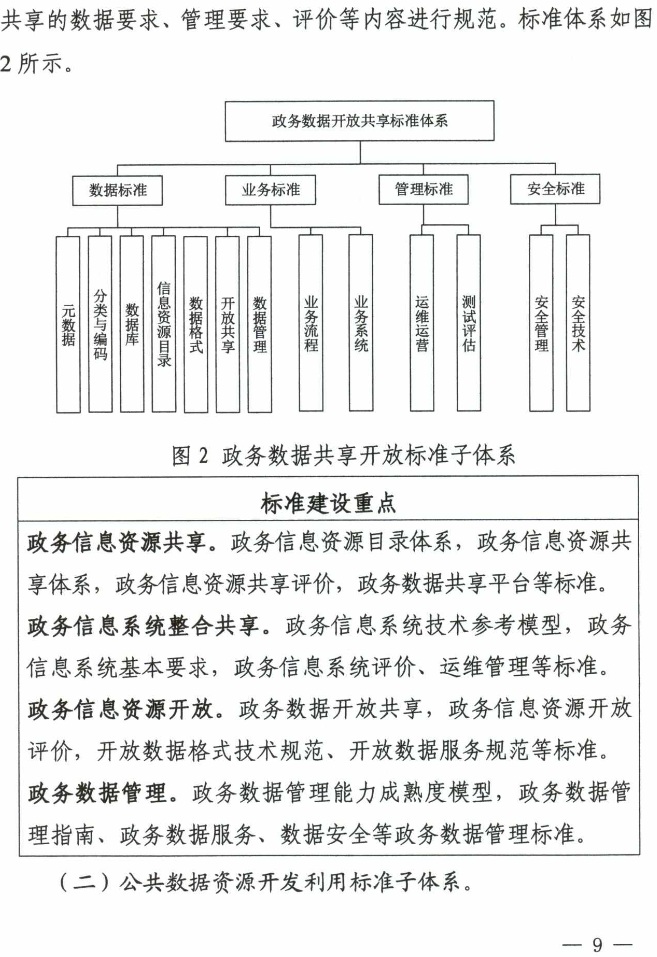 共享的数据要求、管理要求、评价等内容进行规范。标准体系如图
2所示。
政务数据开放共享标准体系
数据标准
业务标准
管理标准
安全标准
元数据
分类与编码
数据库
信息资源目录
数据格式
开放共享
数据管理
业务流程
业务系统
运维运营
测试评估
安全管理
安全技术
图 2 政务数据共享开放标准子体系
标准建设重点
政务信息资源共享。政务信息资源目录体系，政务信息资源共
享体系，政务信息资源共享评价，政务数据共享平台等标准。
政务信息系统整合共享。政务信息系统技术参考模型，政务
信息系统基本要求，政务信息系统评价、运维管理等标准。
政务信息资源开放。政务数据开放共享，政务信息资源开放
评价，开放数据格式技术规范、开放数据服务规范等标准。
政务数据管理。政务数据管理能力成熟度模型，政务数据管
理指南、政务数据服务、数据安全等政务数据管理标准。
（二）公共数据资源开发利用标准子体系。
— 9 —